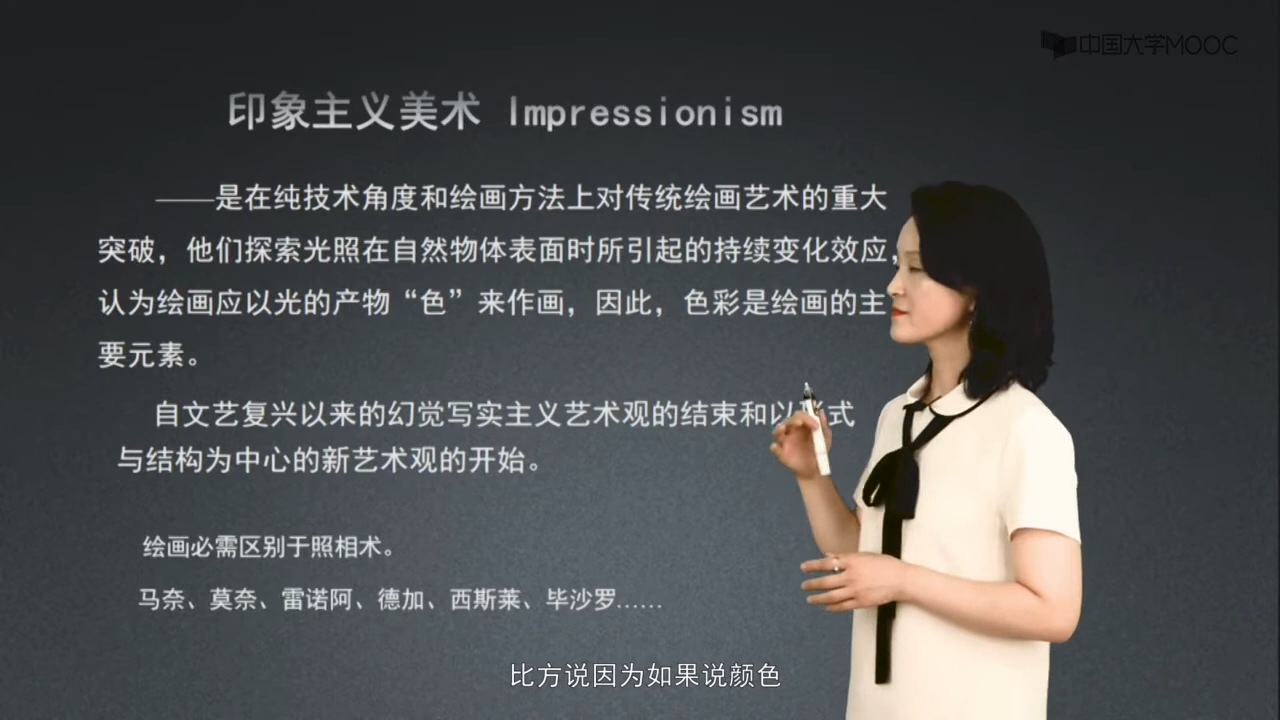 中国大学MOOC
印象主义美术 Impressionism
——是在纯技术角度和绘画方法上对传统绘画艺术的重大
突破，他们探索光照在自然物体表面时所引起的持续变化效应，
认为绘画应以光的产物“色”来作画，因此，色彩是绘画的主
要元素。
自文艺复兴以来的幻觉写实主义艺术观的结束和以形式
与结构为中心的新艺术观的开始。
绘画必需区别于照相术。
马奈、莫奈、雷诺阿、德加、西斯莱、毕沙罗……
比方说因为如果说颜色